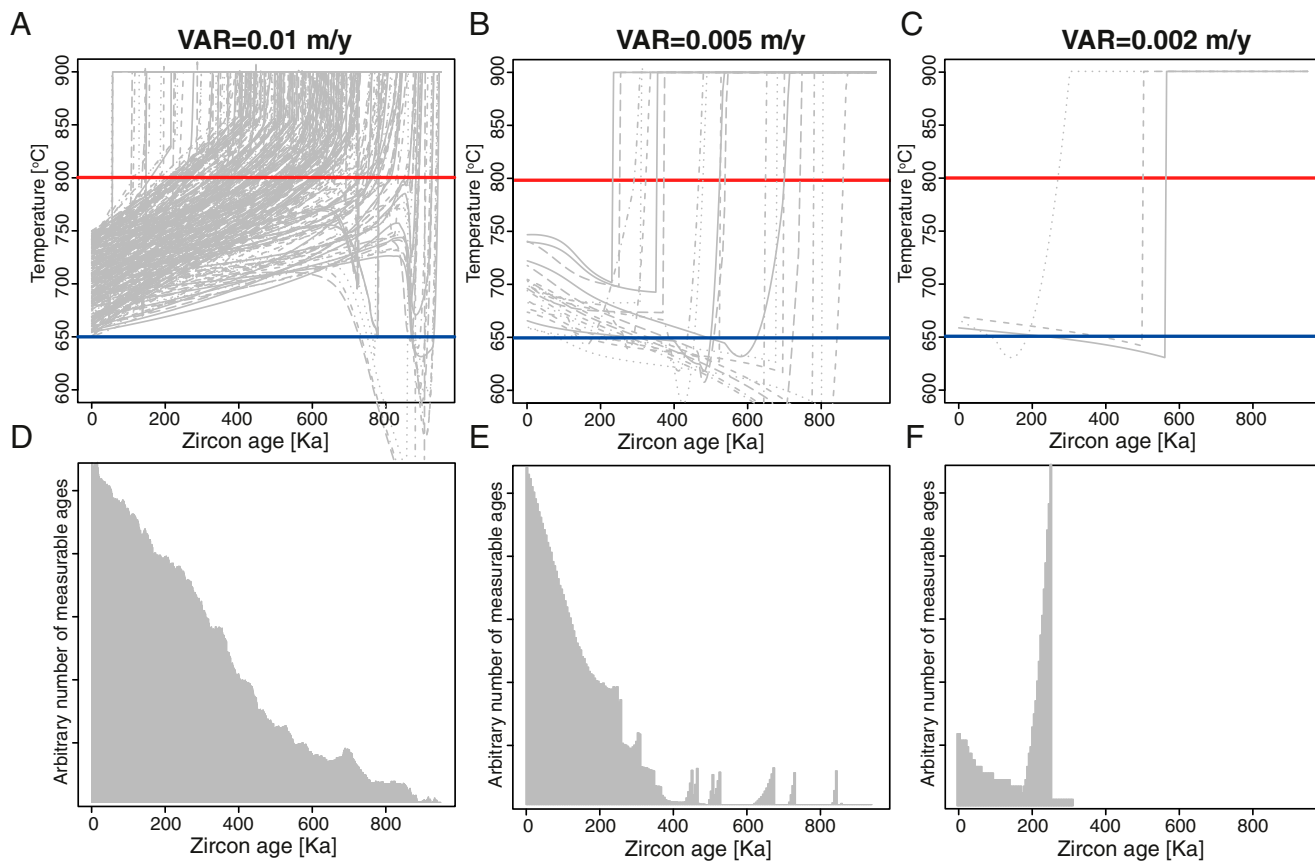 A
VAR=0.01 m/y
B
VAR=0.005 m/y
C
VAR=0.002 m/y
Temperature [°C]
600 650 700 750 800 850 900
0 200 400 600 800
Zircon age [Ka]
Temperature [°C]
600 650 700 750 800 850 900
0 200 400 600 800
Zircon age [Ka]
Temperature [°C]
600 650 700 750 800 850 900
0 200 400 600 800
Zircon age [Ka]
D
E
F
Arbitrary number of measurable ages
0 200 400 600 800
Zircon age [Ka]
Arbitrary number of measurable ages
0 200 400 600 800
Zircon age [Ka]
Arbitrary number of measurable ages
0 200 400 600 800
Zircon age [Ka]